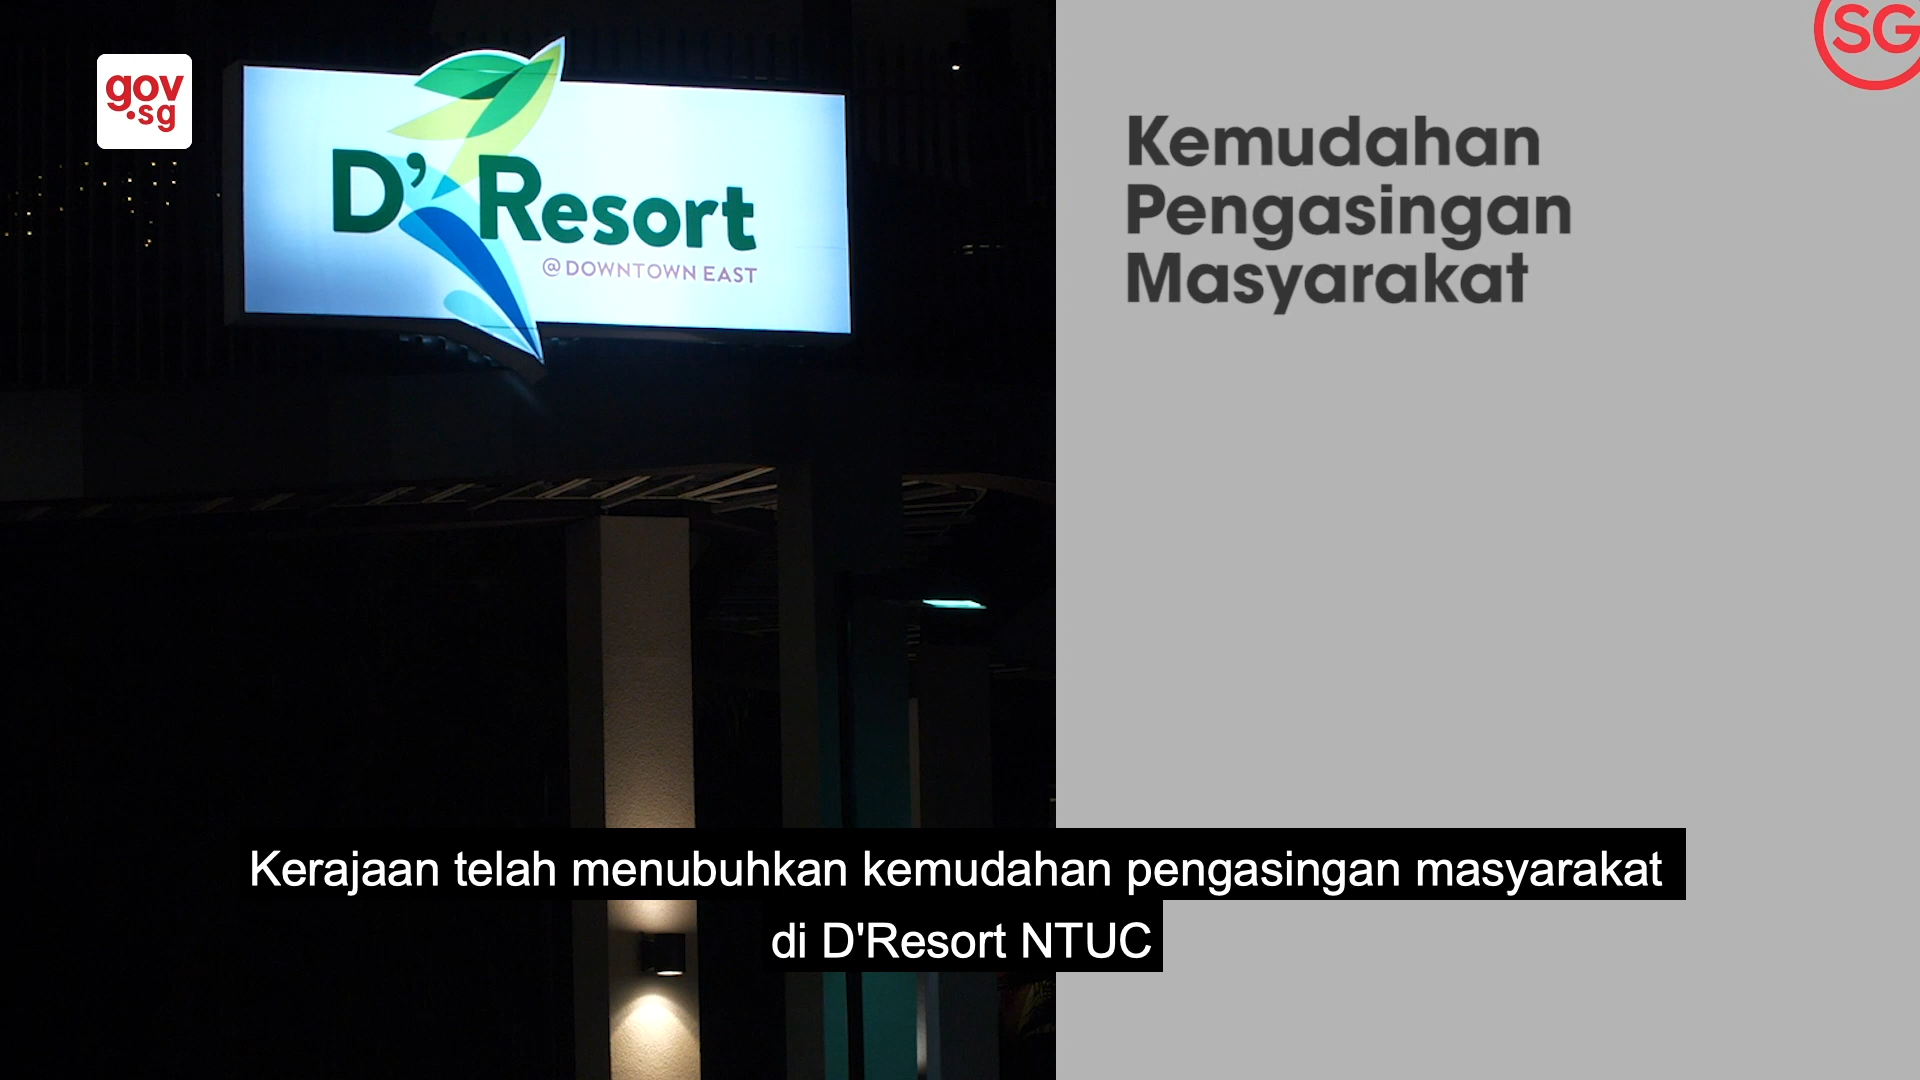 gov
.sg
D' Resort
@ DOWNTOWN EAST
SG
Kemudahan
Pengasingan
Masyarakat
Kerajaan telah menubuhkan kemudahan pengasingan masyarakat
di D'Resort NTUC